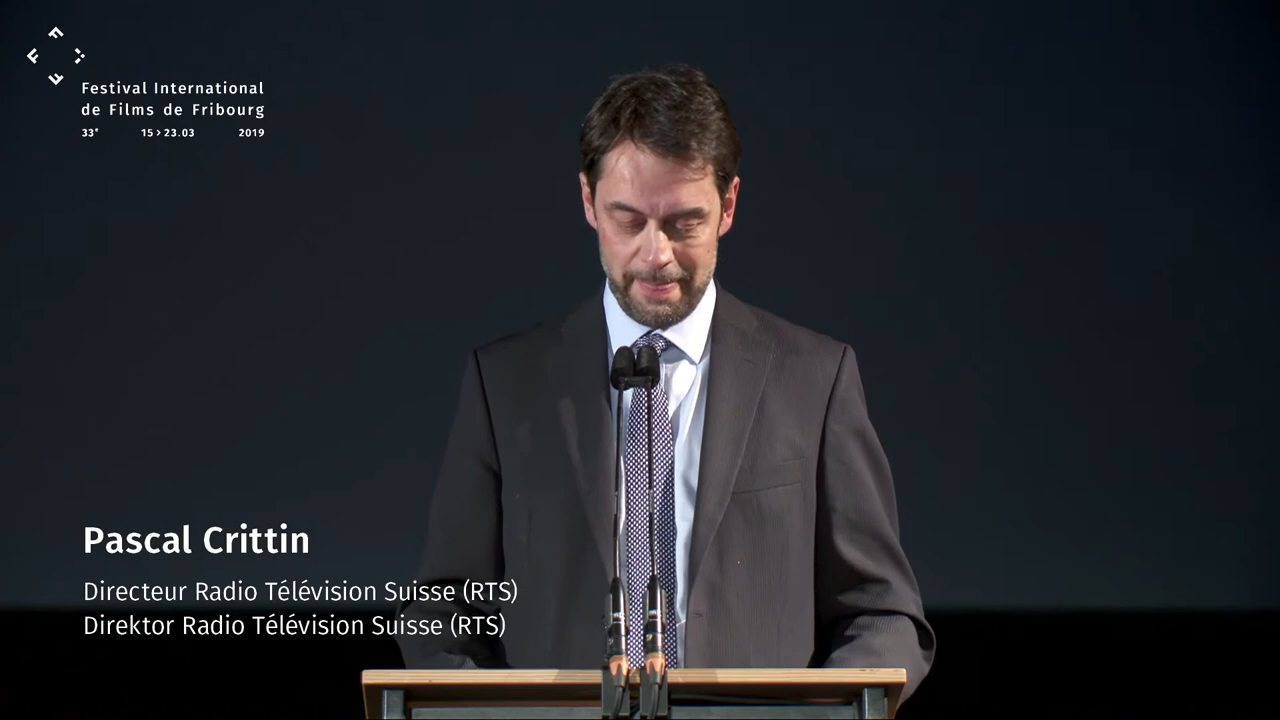 Festival International
de Films de Fribourg
33e 15 > 23.03 2019
Pascal Crittin
Directeur Radio Télévision Suisse (RTS)
Direktor Radio Télévision Suisse (RTS)